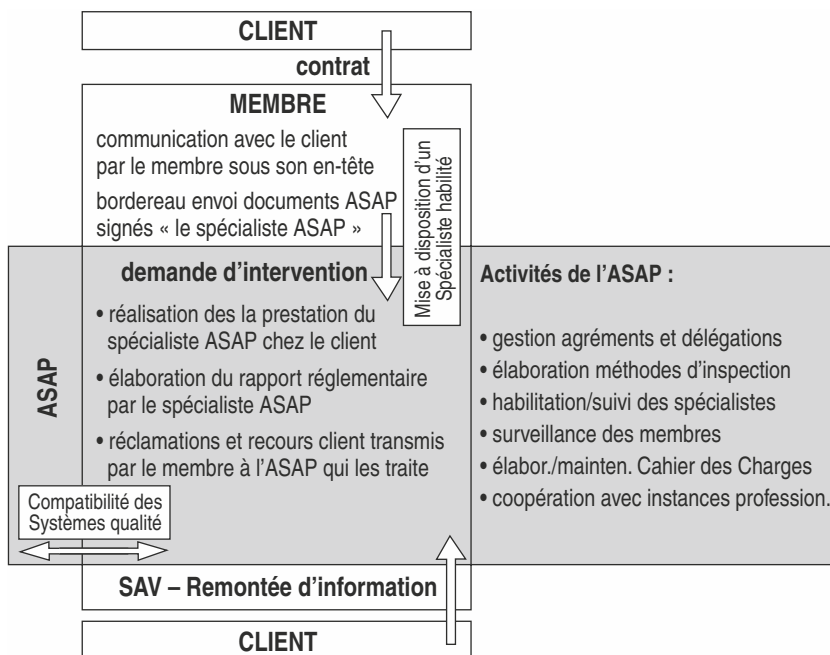 CLIENT
contrat
MEMBRE
communication avec le client
par le membre sous son en-tête
bordereau envoi documents ASAP
signés « le spécialiste ASAP »
Mise à disposition d'un
Spécialiste habilité
demande d'intervention
• réalisation des la prestation du
spécialiste ASAP chez le client
• élaboration du rapport réglementaire
par le spécialiste ASAP
• réclamations et recours client transmis
par le membre à l'ASAP qui les traite
ASAP
Compatibilité des
Systèmes qualité
Activités de l'ASAP :
• gestion agréments et délégations
• élaboration méthodes d'inspection
• habilitation/suivi des spécialistes
• surveillance des membres
• élabor./mainten. Cahier des Charges
• coopération avec instances profession.
SAV – Remontée d'information
CLIENT